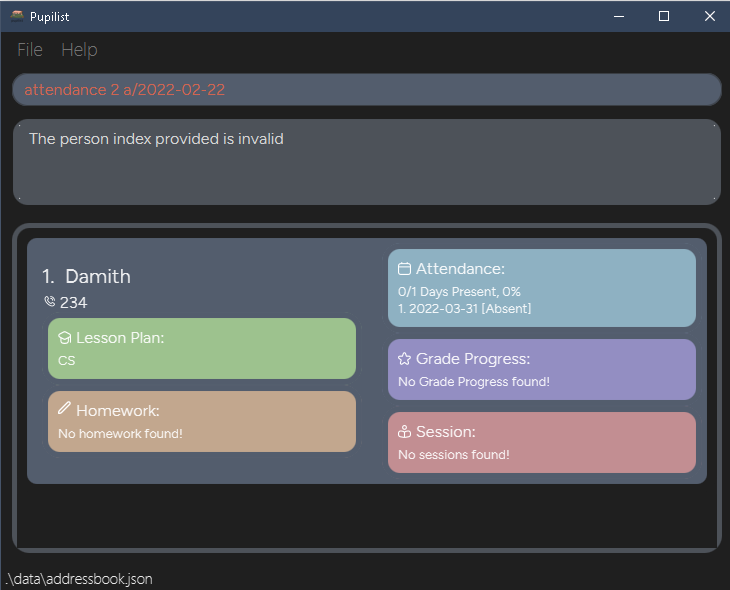 Pupilist
File Help
attendance 2 a/2022-02-22
The person index provided is invalid
1. Damith
234
Lesson Plan:
CS
Homework:
No homework found!
Attendance:
0/1 Days Present, 0%
1. 2022-03-31 [Absent]
Grade Progress:
No Grade Progress found!
Session:
No sessions found!
.\data\addressbook.json